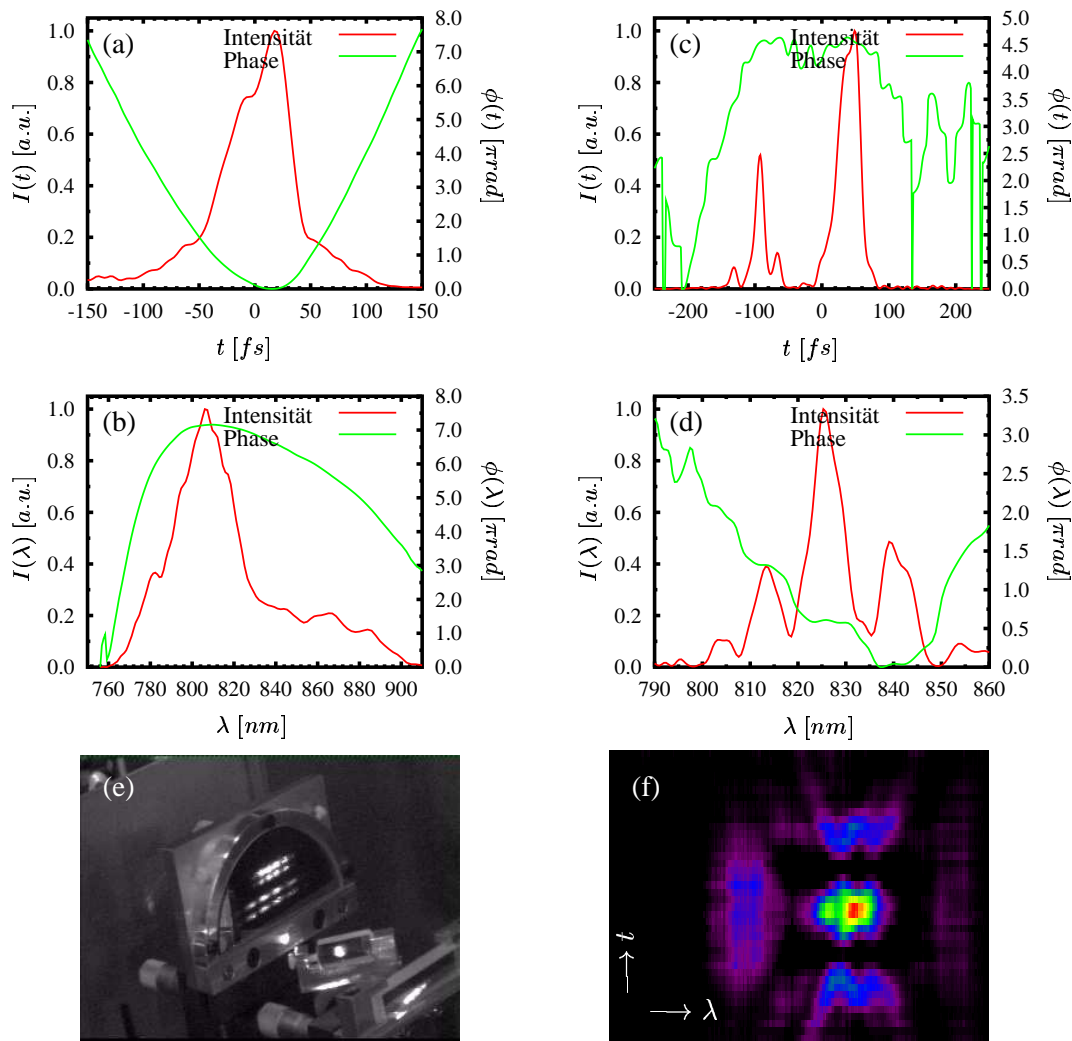 (a)
Intensität
Phase
1.0
0.8
0.6
0.4
0.2
0.0
8.0
7.0
6.0
5.0
4.0
3.0
2.0
1.0
0.0
I(t) [a.u.]
ϕ(t) [πrad]
-150 -100 -50 0 50 100 150
t [fs]
(c)
Intensität
Phase
1.0
0.8
0.6
0.4
0.2
0.0
5.0
4.5
4.0
3.5
3.0
2.5
2.0
1.5
1.0
0.5
0.0
I(t) [a.u.]
ϕ(t) [πrad]
-200 -100 0 100 200
t [fs]
(b)
Intensität
Phase
1.0
0.8
0.6
0.4
0.2
0.0
8.0
7.0
6.0
5.0
4.0
3.0
2.0
1.0
0.0
I(λ) [a.u.]
ϕ(λ) [πrad]
760 780 800 820 840 860 880 900
λ [nm]
(d)
Intensität
Phase
1.0
0.8
0.6
0.4
0.2
0.0
3.5
3.0
2.5
2.0
1.5
1.0
0.5
0.0
I(λ) [a.u.]
ϕ(λ) [πrad]
790 800 810 820 830 840 850 860
λ [nm]
(e)
(f)
→ t
→ λ